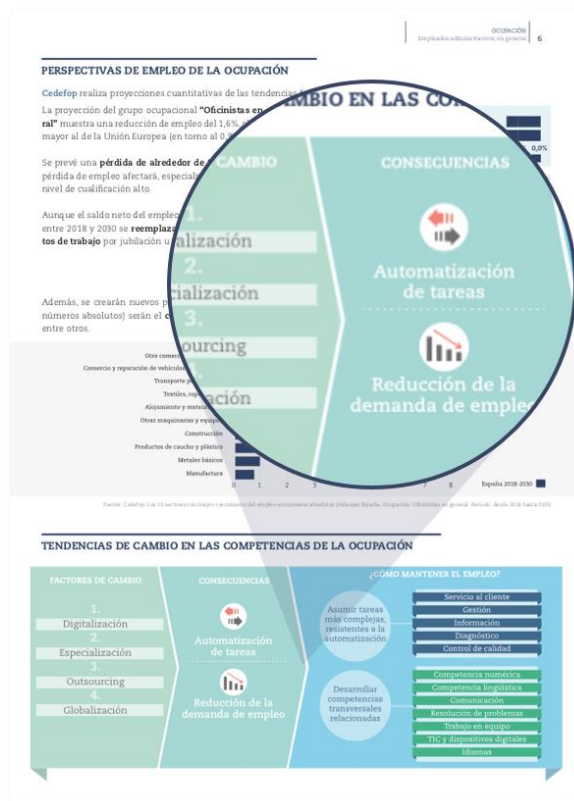 OCUPACIÓN
Empleados administrativos, en general 6
PERSPECTIVAS DE EMPLEO DE LA OCUPACIÓN
Cedefop realiza proyecciones cuantitativas de las tendencias
La proyección del grupo ocupacional "Oficinistas en
ral" muestra una reducción de empleo del 1,6%,
mayor al de la Unión Europea (en torno al
Se prevé una pérdida de alrededor de
pérdida de empleo afectará,
nivel de cualificación alto.
Aunque el saldo neto del empleo
entre 2018 y 2030 se
tos de trabajo por jubilación
Además, se crearán nuevos
números absolutos) serán el
entre otros.
0,0%
MBIO EN LAS
CAMBIO
CONSECUENCIAS
1.
alización
2.
cialización
3.
ourcing
ación
Automatización
de tareas
Reducción de la
demanda de empleo
Otro
Comercio y reparación de vehículos
Transporte
Textiles,
Alojamiento y
Otras maquinarias y
Construcción
Productos de caucho y plástico
Metales básicos
Manufactura
0 1 2 3 7 8
España 2018-2030
TENDENCIAS DE CAMBIO EN LAS COMPETENCIAS DE LA OCUPACIÓN
FACTORES DE CAMBIO
1.
Digitalización
2.
Especialización
3.
Outsourcing
4.
Globalización
CONSECUENCIAS
Automatización
de tareas
Reducción de la
demanda de empleo
¿CÓMO MANTENER EL EMPLEO?
Asumir tareas
más complejas,
resistentes a la
automatización
Servicio al cliente
Gestión
Información
Diagnóstico
Control de calidad
Desarrollar
competencias
transversales
relacionadas
Competencia numérica
Competencia lingüística
Comunicación
Resolución de problemas
Trabajo en equipo
TIC y dispositivos digitales
Idiomas